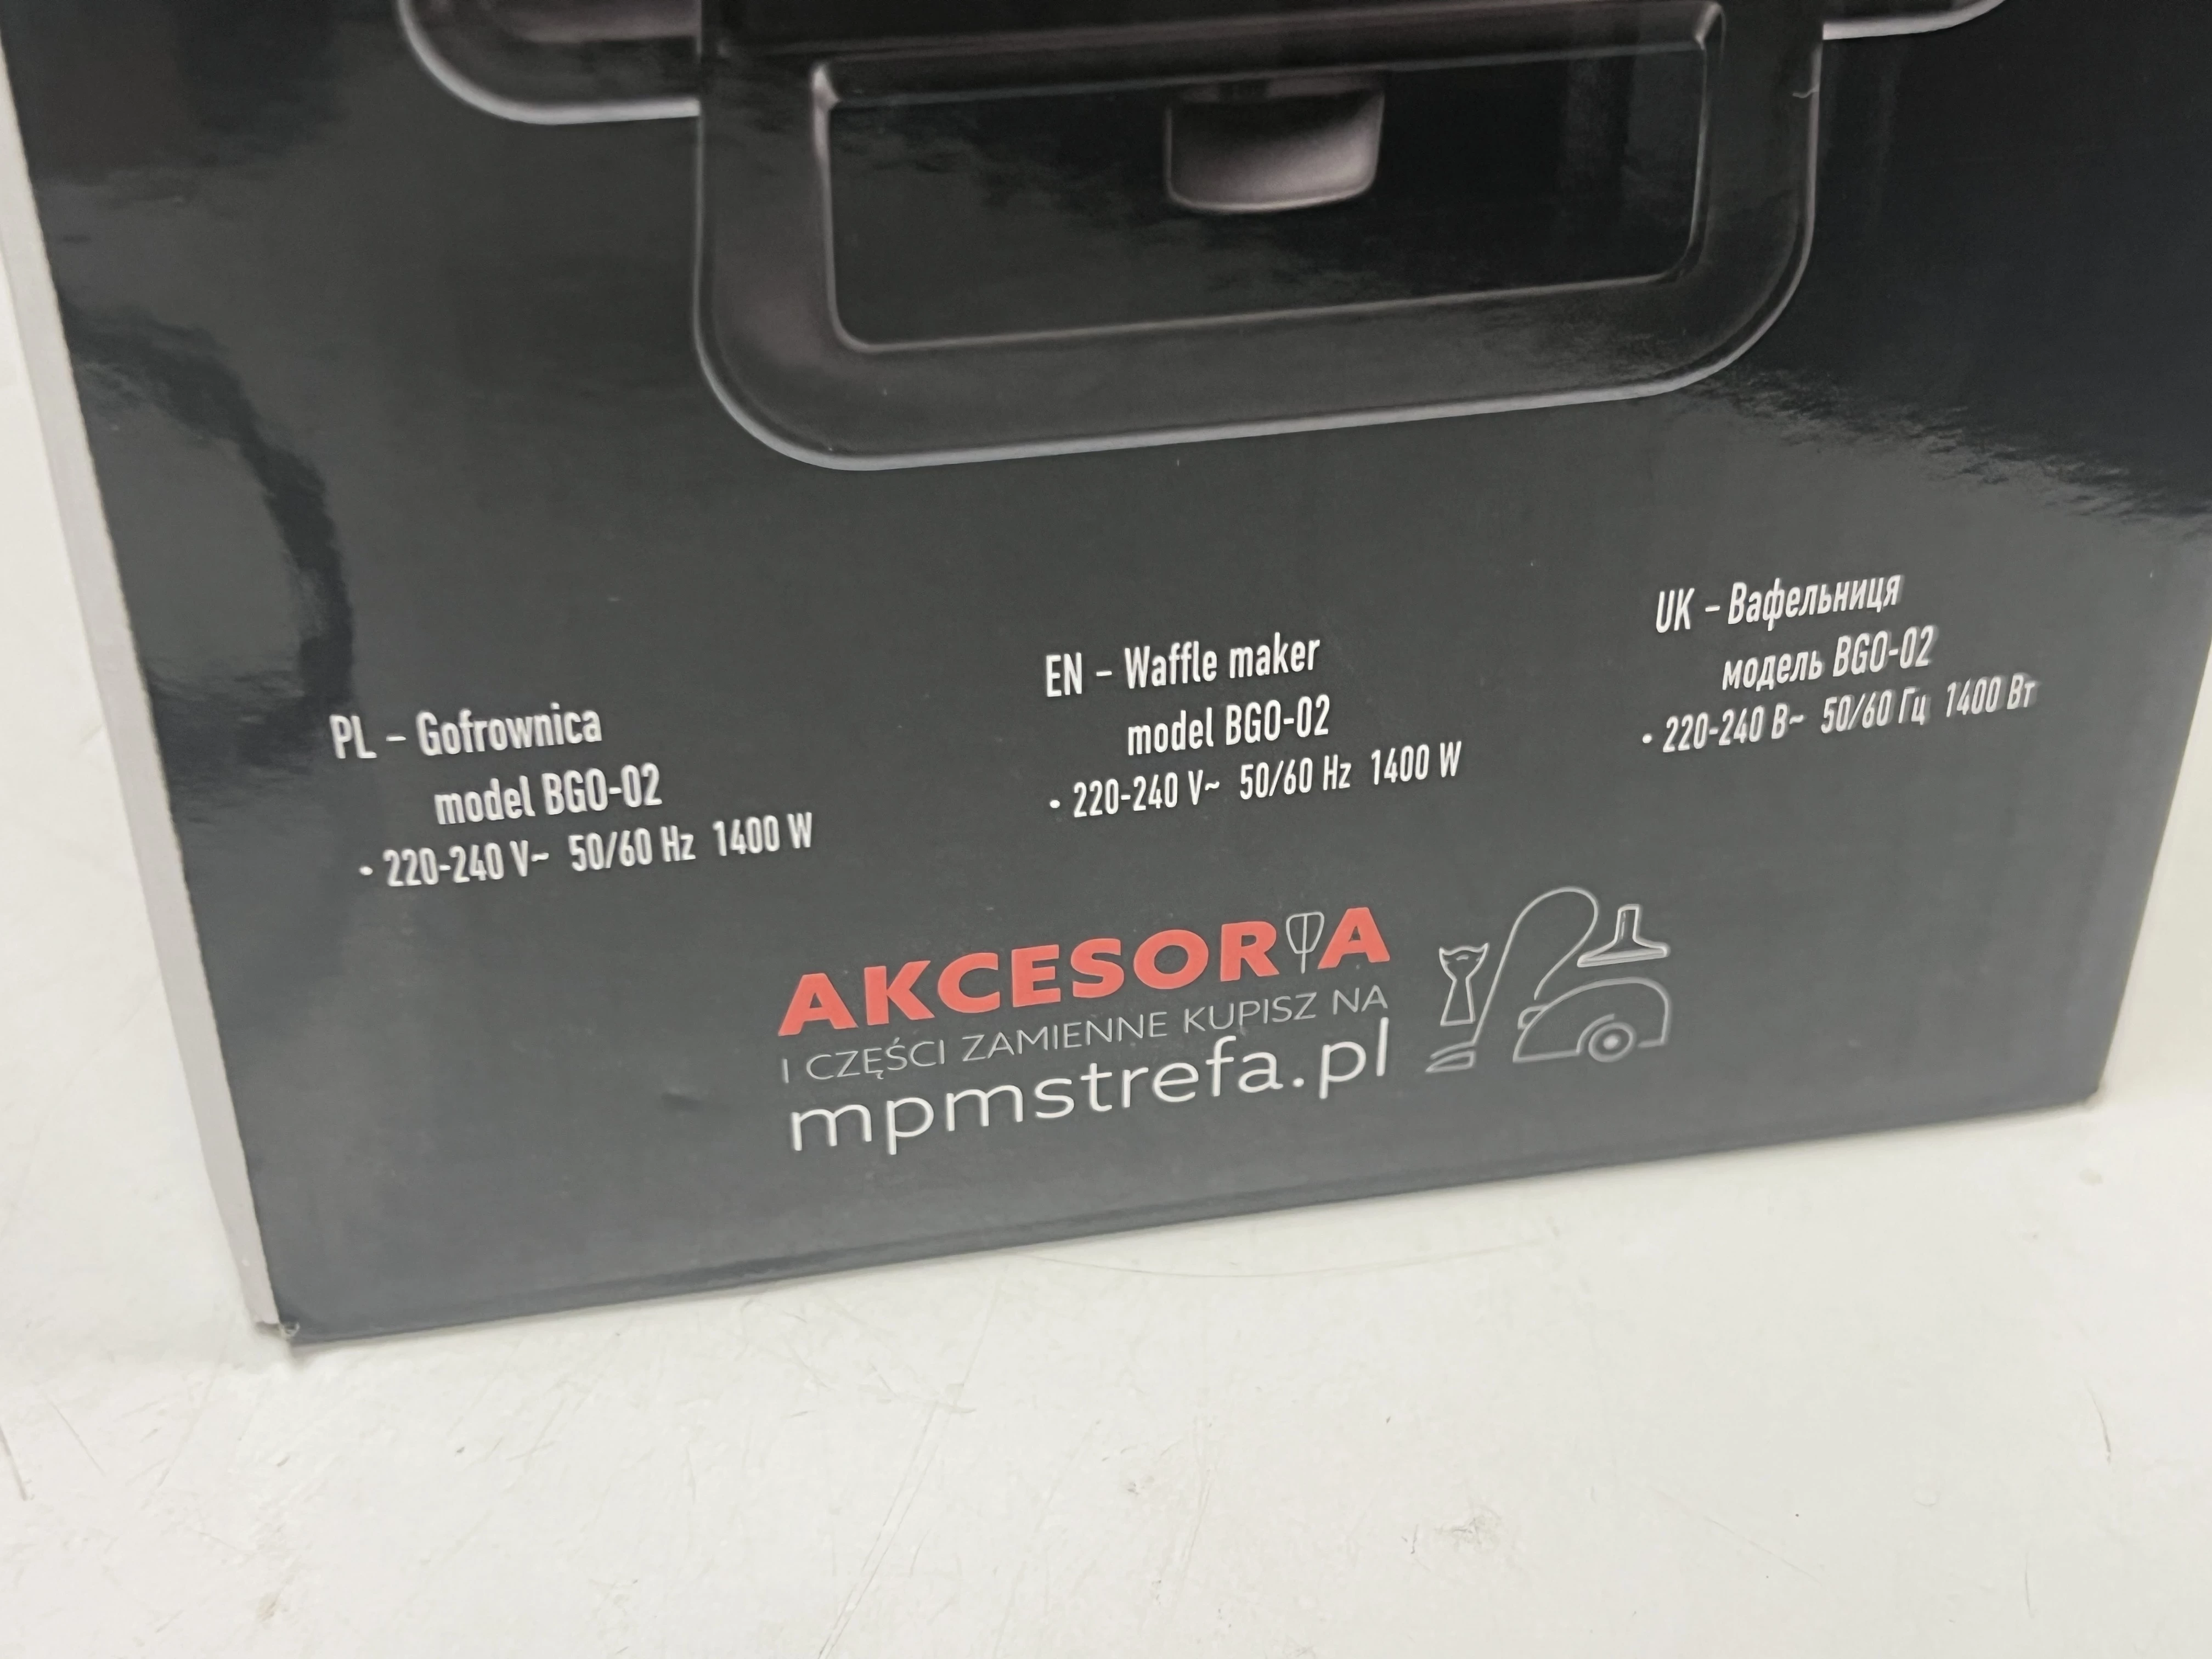 PL – Gofrownica
model BGO-02
• 220-240 V~ 50/60 Hz 1400 W
EN – Waffle maker
model BGO-02
• 220-240 V~ 50/60 Hz 1400 W
UK – Вафельниця
модель BGO-02
• 220-240 В~ 50/60 Гц 1400 Вт
AKCESORIA
I CZĘŚCI ZAMIENNE KUPISZ NA
mpmstrefa.pl